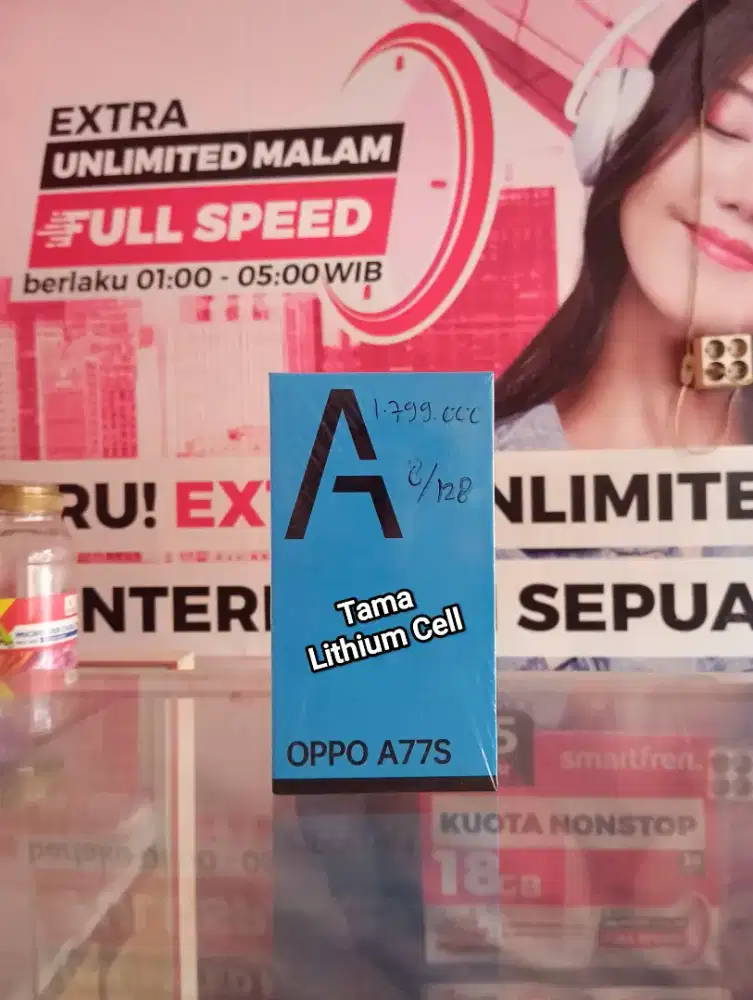 EXTRA
UNLIMITED MALAM
FULL SPEED
berlaku 01:00 - 05:00 WIB
A
1.799.000
8/128
RU! EX NLIMITE
NTER SEPUA
Tama
Lithium Cell
OPPO A77S
smartfren.
KUOTA NONSTOP
18GB